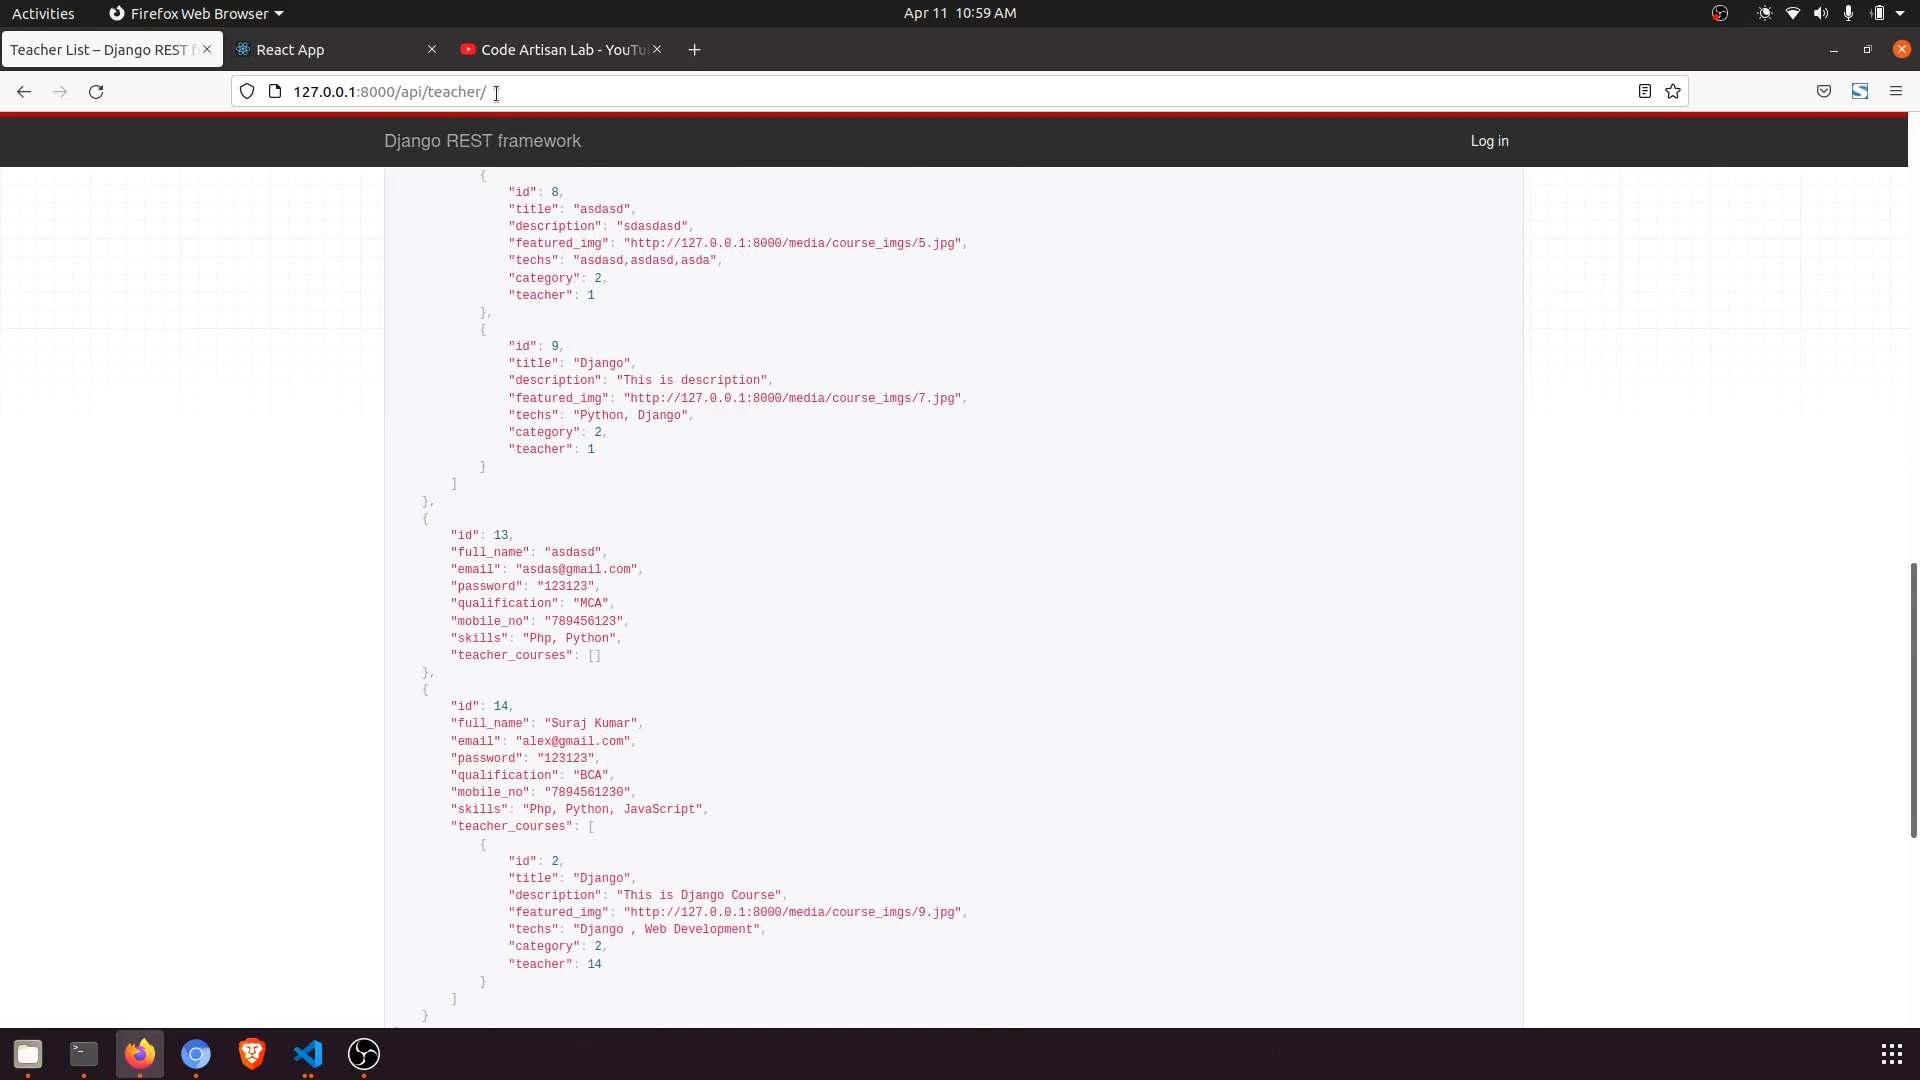 Activities
Firefox Web Browser
Apr 11 10:59 AM
Teacher List – Django REST f
React App
Code Artisan Lab - YouTu
127.0.0.1:8000/api/teacher/
Django REST framework
Log in
{
"id": 8,
"title": "asdasd",
"description": "sdasdasd",
"featured_img": "http://127.0.0.1:8000/media/course_imgs/5.jpg",
"techs": "asdasd,asdasd,asda",
"category": 2,
"teacher": 1
},
{
"id": 9,
"title": "Django",
"description": "This is description",
"featured_img": "http://127.0.0.1:8000/media/course_imgs/7.jpg",
"techs": "Python, Django",
"category": 2,
"teacher": 1
}
]
},
{
"id": 13,
"full_name": "asdasd",
"email": "asdas@gmail.com",
"password": "123123",
"qualification": "MCA",
"mobile_no": "789456123",
"skills": "Php, Python",
"teacher_courses": []
},
{
"id": 14,
"full_name": "Suraj Kumar",
"email": "alex@gmail.com",
"password": "123123",
"qualification": "BCA",
"mobile_no": "7894561230",
"skills": "Php, Python, JavaScript",
"teacher_courses": [
{
"id": 2,
"title": "Django",
"description": "This is Django Course",
"featured_img": "http://127.0.0.1:8000/media/course_imgs/9.jpg",
"techs": "Django , Web Development",
"category": 2,
"teacher": 14
}
]
}